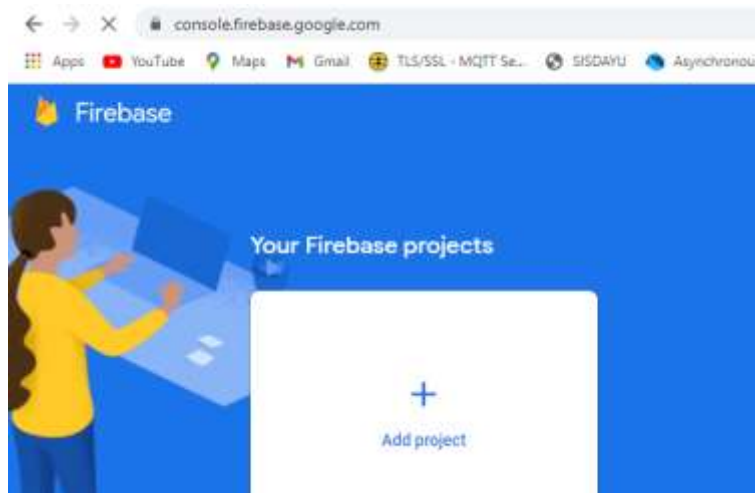 console.firebase.google.com
Apps YouTube Maps Gmail TLS/SSL - MQTT Se... SISDAYU Asynchronou
Firebase
Your Firebase projects
+
Add project